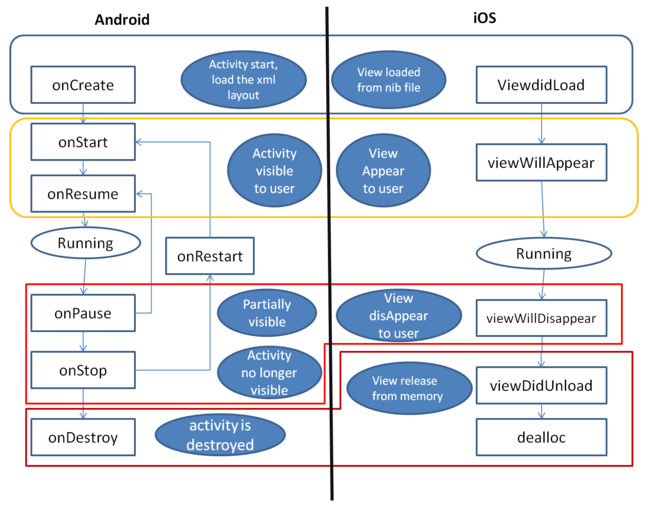 Android
iOS
onCreate
Activity start,
load the xml
layout
View loaded
from nib file
ViewdidLoad
onStart
onResume
Activity
visible
to user
View
Appear
to user
viewWillAppear
Running
onRestart
Running
onPause
Partially
visible
View
disAppear
to user
viewWillDisappear
onStop
Activity
no longer
visible
View release
from memory
viewDidUnload
onDestroy
activity is
destroyed
dealloc